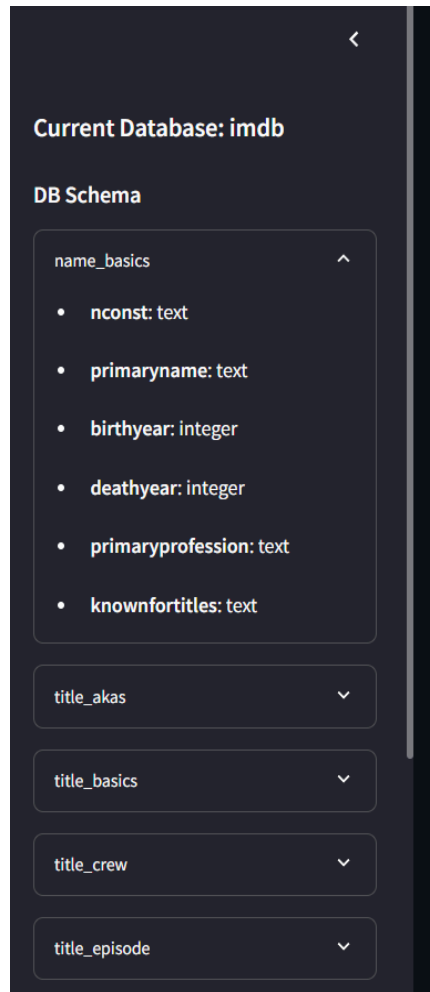 Current Database: imdb
DB Schema
name_basics
• nconst: text
• primaryname: text
• birthyear: integer
• deathyear: integer
• primaryprofession: text
• knownfortitles: text
title_akas
title_basics
title_crew
title_episode